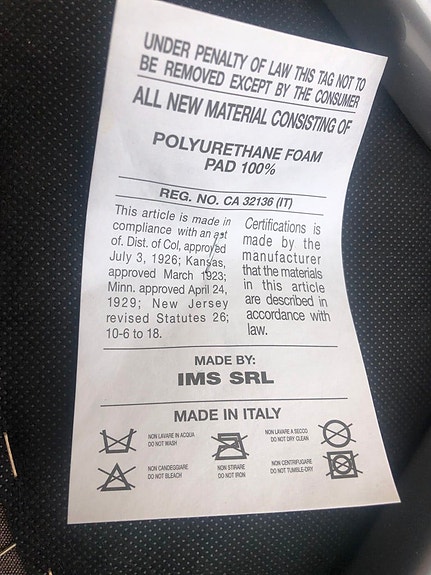 UNDER PENALTY OF LAW THIS TAG NOT TO
BE REMOVED EXCEPT BY THE CONSUMER
ALL NEW MATERIAL CONSISTING OF
POLYURETHANE FOAM
PAD 100%
REG. NO. CA 32136 (IT)
This article is made in
compliance with an ast
of. Dist. of Col, approved
July 3, 1926; Kansas,
approved March 1923;
Minn. approved April 24,
1929; New Jersey
revised Statutes 26;
10-6 to 18.
Certifications is
made by the
manufacturer
that the materials
in this article
are described in
accordance with
law.
MADE BY:
IMS SRL
MADE IN ITALY
NON LAVARE IN ACQUA
DO NOT WASH
NON LAVARE A SECCO
DO NOT DRY CLEAN
NON CANDEGGIARE
DO NOT BLEACH
NON STIRARE
DO NOT IRON
NON CENTRIFUGARE
DO NOT TUMBLE-DRY